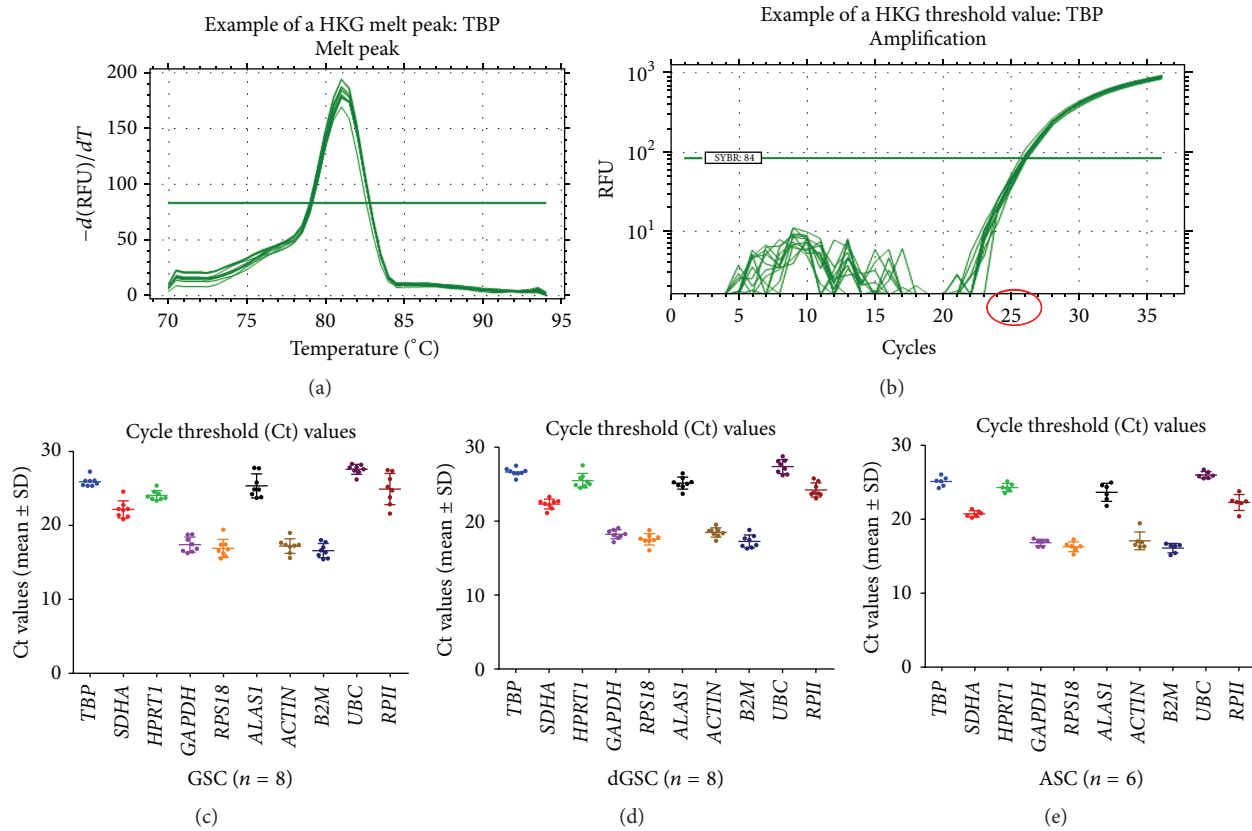 Example of a HKG melt peak: TBP
Melt peak
200
150
100
50
0
−d(RFU)/dT
70 75 80 85 90 95
Temperature (°C)
(a)
Example of a HKG threshold value: TBP
Amplification
10³
10²
10¹
RFU
SYBR: 84
0 5 10 15 20 25 30 35
Cycles
(b)
Cycle threshold (Ct) values
30
20
10
0
Ct values (mean ± SD)
TBP
SDHA
HPRT1
GAPDH
RPS18
ALAS1
ACTIN
B2M
UBC
RPII
GSC (n = 8)
(c)
Cycle threshold (Ct) values
30
20
10
0
Ct values (mean ± SD)
TBP
SDHA
HPRT1
GAPDH
RPS18
ALAS1
ACTIN
B2M
UBC
RPII
dGSC (n = 8)
(d)
Cycle threshold (Ct) values
30
20
10
0
Ct values (mean ± SD)
TBP
SDHA
HPRT1
GAPDH
RPS18
ALAS1
ACTIN
B2M
UBC
RPII
ASC (n = 6)
(e)